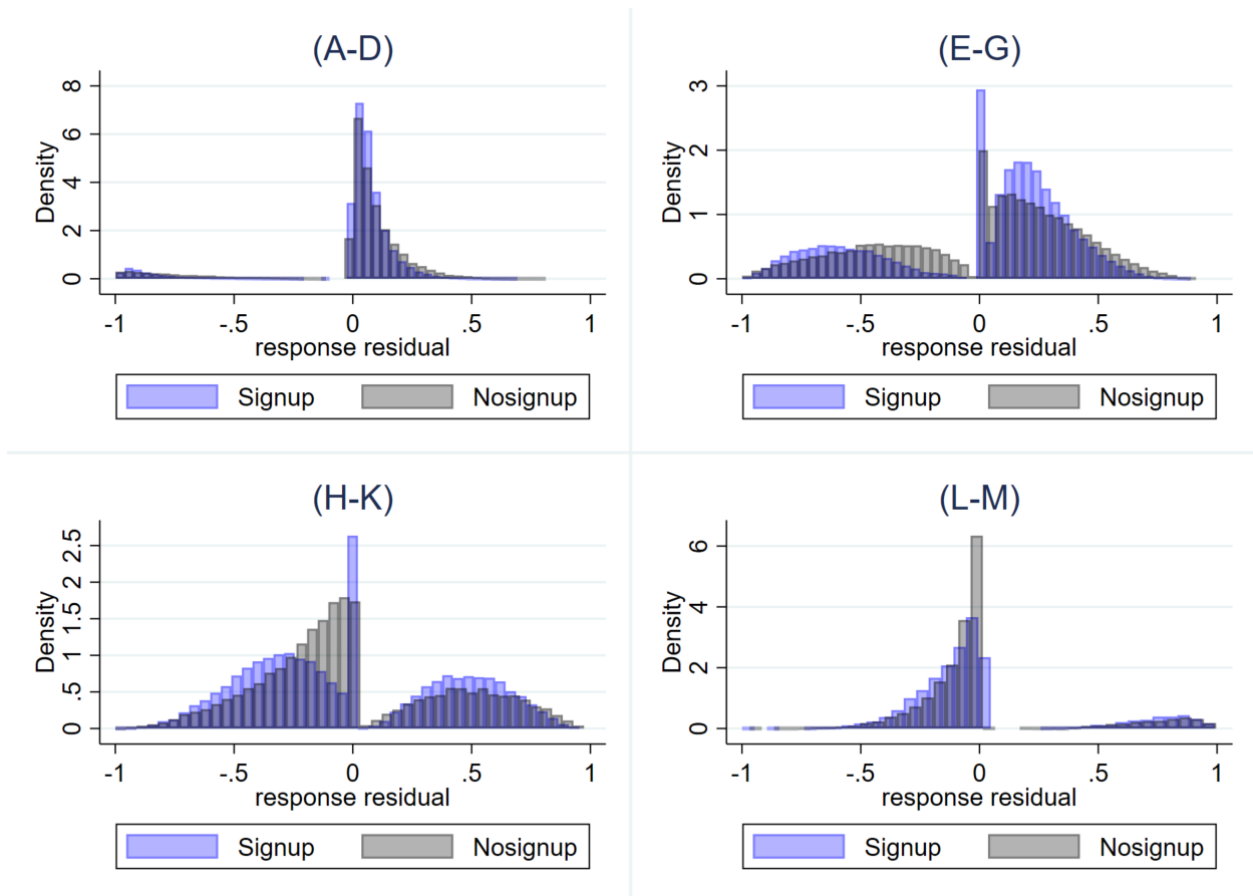 (A-D)
Density
8
6
4
2
0
-1 -.5 0 .5 1
response residual
Signup Nosignup
(E-G)
Density
3
2
1
0
-1 -.5 0 .5 1
response residual
Signup Nosignup
(H-K)
Density
2.5
2
1.5
1
.5
0
-1 -.5 0 .5 1
response residual
Signup Nosignup
(L-M)
Density
6
4
2
0
-1 -.5 0 .5 1
response residual
Signup Nosignup